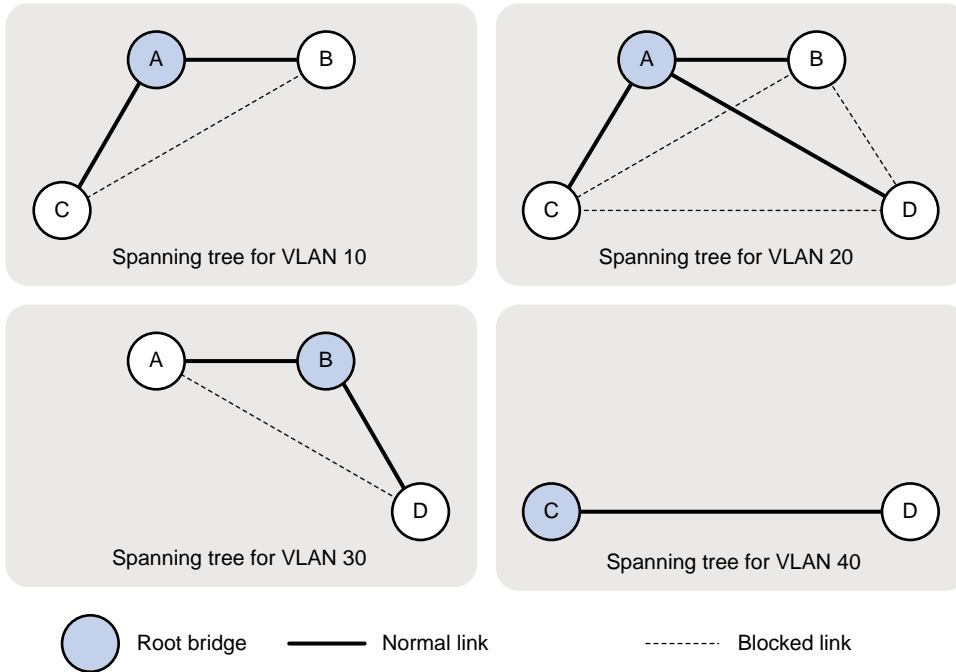 A
B
C
Spanning tree for VLAN 10
A
B
C
D
Spanning tree for VLAN 20
A
B
D
Spanning tree for VLAN 30
C
D
Spanning tree for VLAN 40
Root bridge
Normal link
Blocked link